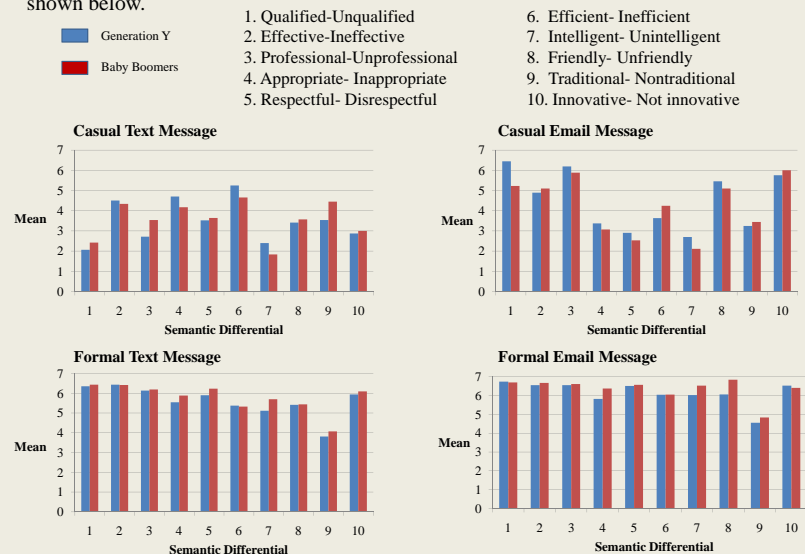 shown below.
Generation Y
Baby Boomers
1. Qualified-Unqualified
2. Effective-Ineffective
3. Professional-Unprofessional
4. Appropriate- Inappropriate
5. Respectful- Disrespectful
6. Efficient- Inefficient
7. Intelligent- Unintelligent
8. Friendly- Unfriendly
9. Traditional- Nontraditional
10. Innovative- Not innovative
Casual Text Message
7
6
5
4
3
2
1
0
Mean
1 2 3 4 5 6 7 8 9 10
Semantic Differential
Casual Email Message
7
6
5
4
3
2
1
0
Mean
1 2 3 4 5 6 7 8 9 10
Semantic Differential
Formal Text Message
7
6
5
4
3
2
1
0
Mean
1 2 3 4 5 6 7 8 9 10
Semantic Differential
Formal Email Message
7
6
5
4
3
2
1
0
Mean
1 2 3 4 5 6 7 8 9 10
Semantic Differential